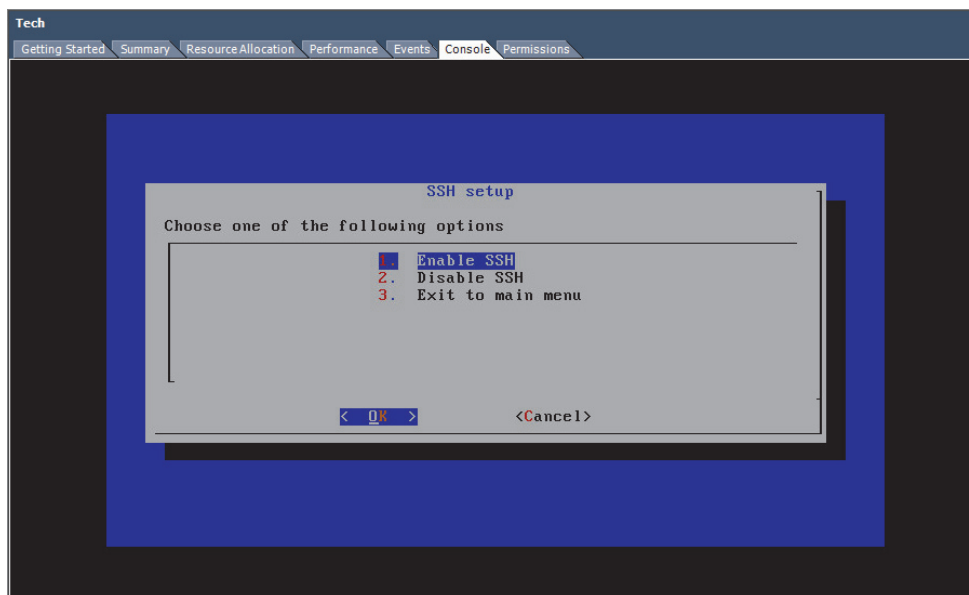 Tech
Getting Started Summary Resource Allocation Performance Events Console Permissions
SSH setup
Choose one of the following options
1. Enable SSH
2. Disable SSH
3. Exit to main menu
< OK > <Cancel>